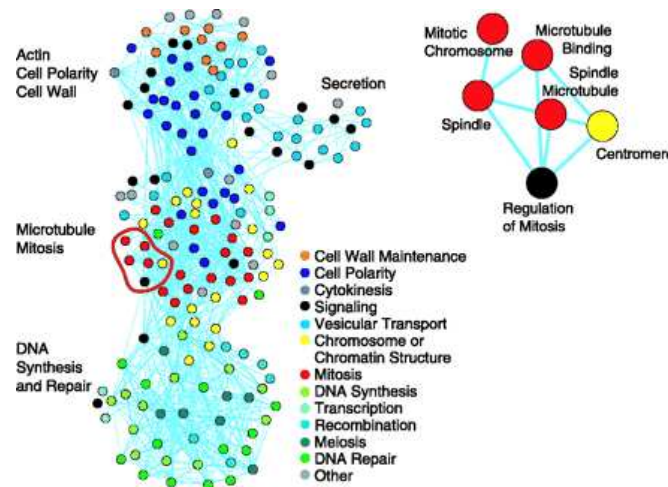 Actin
Cell Polarity
Cell Wall
Secretion
Microtubule
Mitosis
DNA
Synthesis
and Repair
Mitotic
Chromosome
Microtubule
Binding
Spindle
Microtubule
Spindle
Centromen
Regulation
of Mitosis
Cell Wall Maintenance
Cell Polarity
Cytokinesis
Signaling
Vesicular Transport
Chromosome or
Chromatin Structure
Mitosis
DNA Synthesis
Transcription
Recombination
Meiosis
DNA Repair
Other